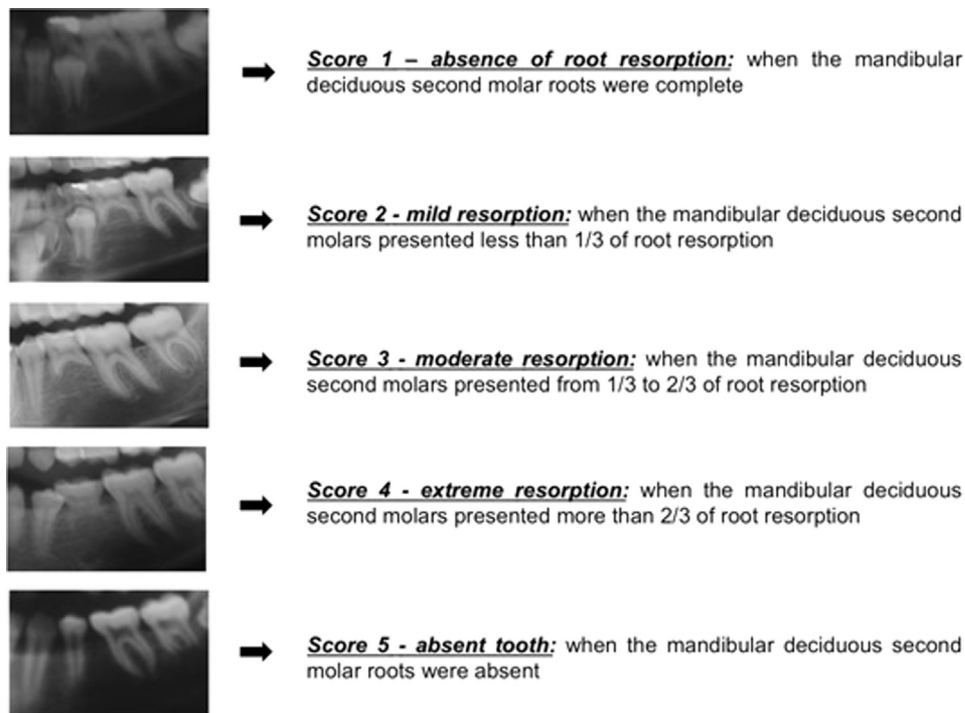 Score 1 – absence of root resorption: when the mandibular
deciduous second molar roots were complete
Score 2 - mild resorption: when the mandibular deciduous second
molars presented less than 1/3 of root resorption
Score 3 - moderate resorption: when the mandibular deciduous
second molars presented from 1/3 to 2/3 of root resorption
Score 4 - extreme resorption: when the mandibular deciduous
second molars presented more than 2/3 of root resorption
Score 5 - absent tooth: when the mandibular deciduous second
molar roots were absent